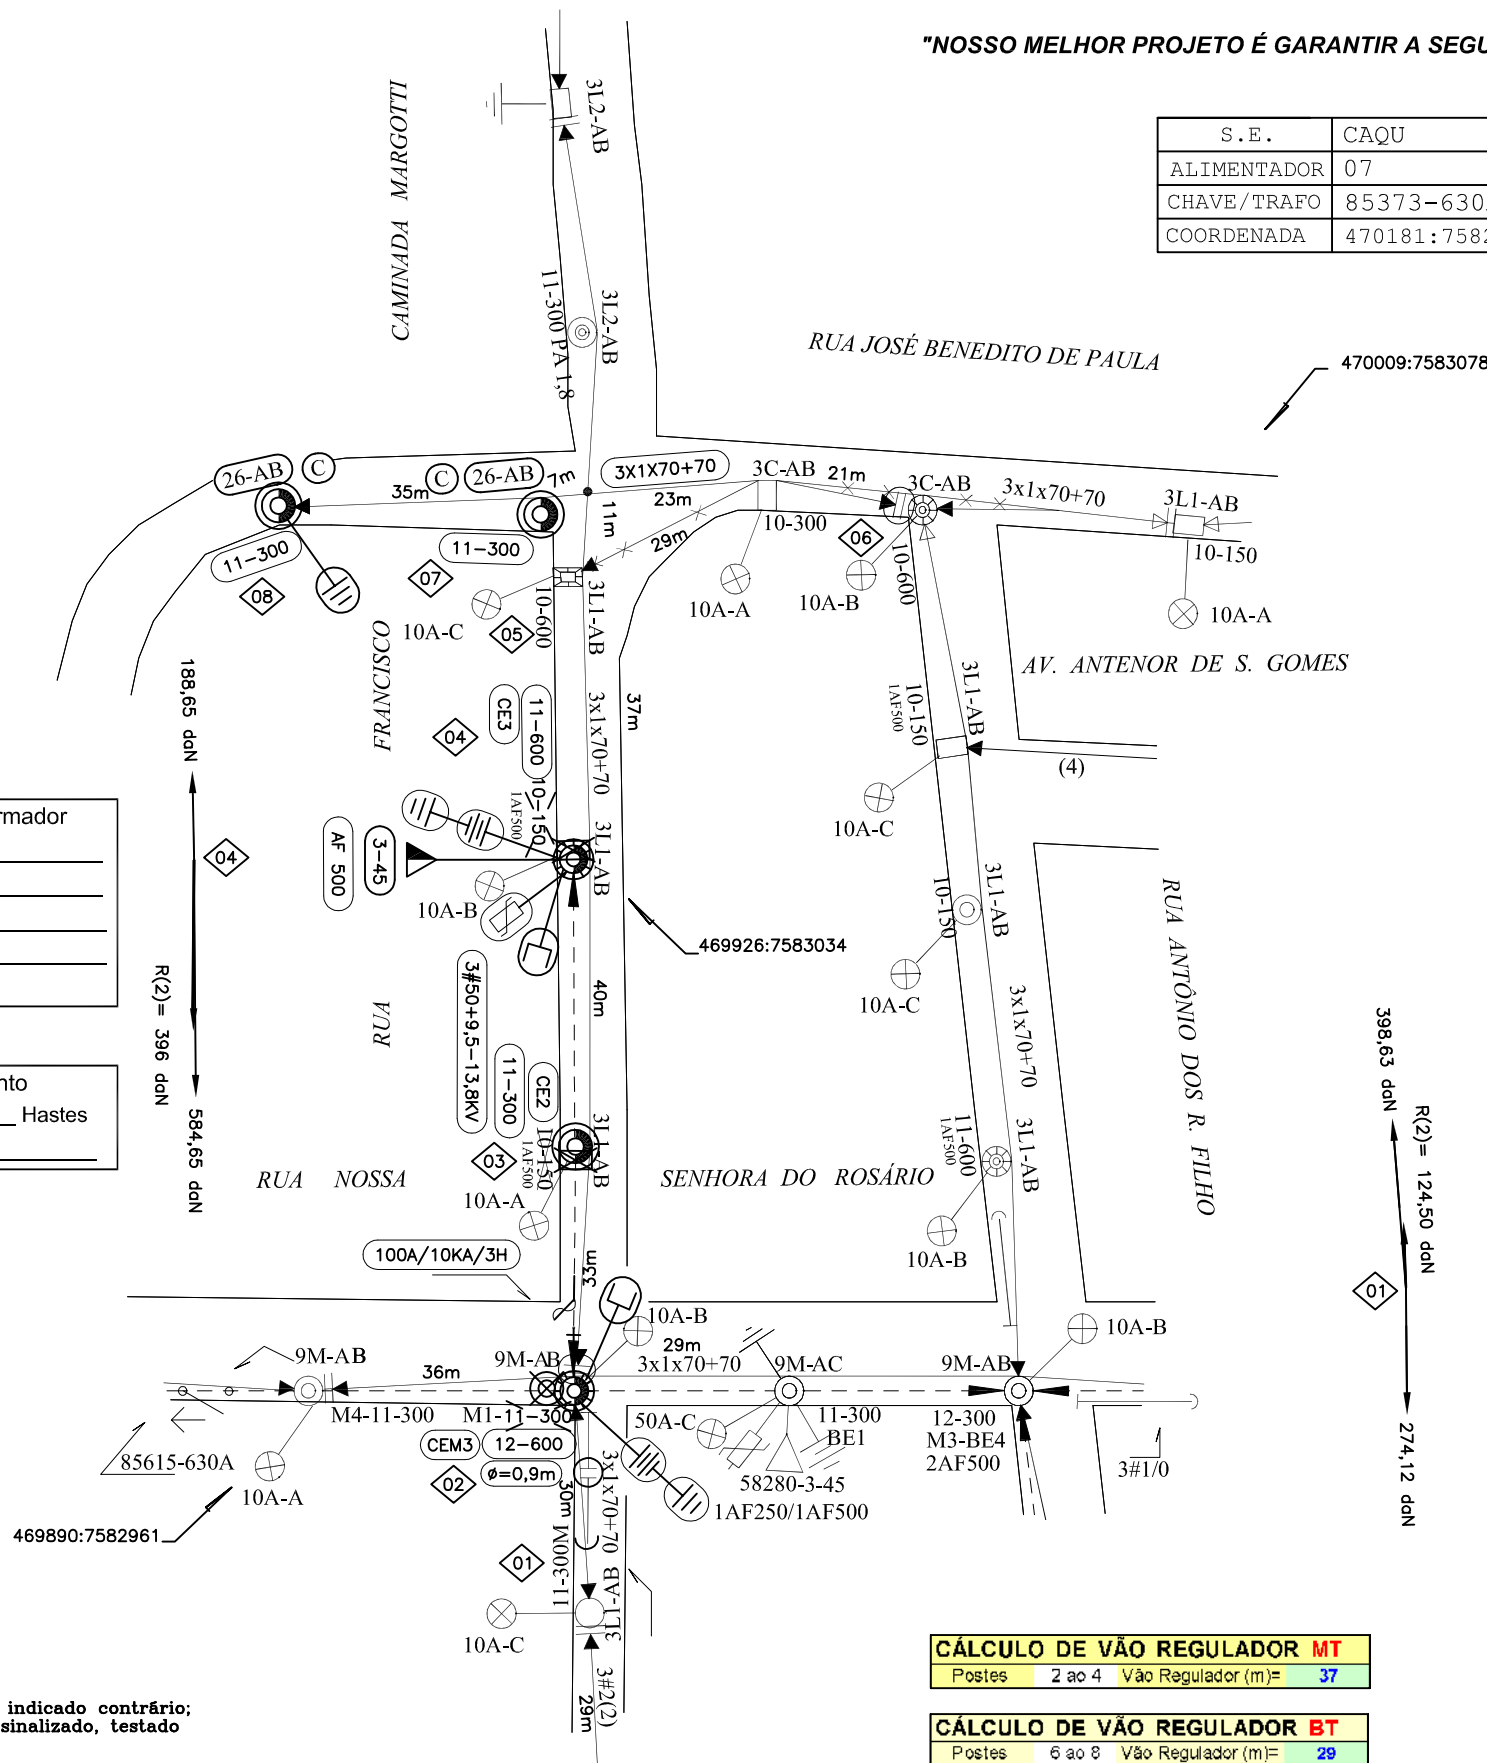 "NOSSO MELHOR PROJETO É GARANTIR A SEGU
S.E. CAQU
ALIMENTADOR 07
CHAVE/TRAFO 85373-630
COORDENADA 470181:7582
CAMINADA MARGOTTI
3L2-AB
3L2-AB
11-300 PA 1,8
RUA JOSÉ BENEDITO DE PAULA
470009:7583078
26-AB
C
C
26-AB
7m
3X1X70+70
3C-AB
21m
3C-AB
3x1x70+70
3L1-AB
35m
23m
11m
29m
10-300
11-300
11-300
06
10-600
10-150
08
07
10A-C
05
10-600
3L1-AB
10A-A
10A-B
10A-A
FRANCISCO
RUA
AV. ANTENOR DE S. GOMES
188,65 daN
04
R(2)= 396 daN
584,65 daN
CE3
11-600
04
3x1x70+70
37m
10-150
1AF500
3L1-AB
10-150
1AF500
3L1-AB
(4)
10A-C
rmador
AF 500
3-45
10A-B
469926:7583034
10-150
3L1-AB
10A-C
RUA ANTÔNIO DOS R. FILHO
3#50+9,5-13,8KV
40m
3x1x70+70
398,63 daN
R(2)= 124,50 daN
01
274,12 daN
nto
Hastes
11-300
CE2
10-150
1AF500
3L1-AB
03
10A-A
11-600
1AF500
3L1-AB
10A-B
RUA NOSSA SENHORA DO ROSÁRIO
100A/10KA/3H
33m
10A-B
10A-B
9M-AB
36m
9M-AB
29m
3x1x70+70
9M-AC
9M-AB
M4-11-300
M1-11-300
50A-C
11-300
BE1
12-300
M3-BE4
2AF500
CEM3
12-600
ø=0,9m
02
85615-630A
10A-A
58280-3-45
1AF250/1AF500
3#1/0
469890:7582961
30m
3x1x70+70
01
11-300M
3L1-AB
10A-C
3#2(2)
29m
indicado contrário;
sinalizado, testado
CÁLCULO DE VÃO REGULADOR MT
Postes 2 ao 4 Vão Regulador (m)= 37
CÁLCULO DE VÃO REGULADOR BT
Postes 6 ao 8 Vão Regulador (m)= 29